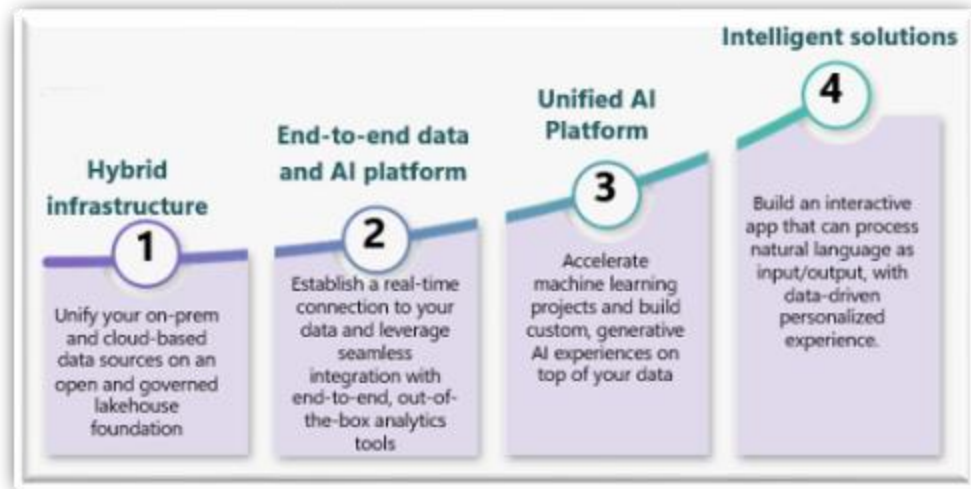 Hybrid
infrastructure
1
Unify your on-prem
and cloud-based
data sources on an
open and governed
lakehouse
foundation
End-to-end data
and AI platform
2
Establish a real-time
connection to your
data and leverage
seamless
integration with
end-to-end, out-of-
the-box analytics
tools
Unified AI
Platform
3
Accelerate
machine learning
projects and build
custom, generative
AI experiences on
top of your data
Intelligent solutions
4
Build an interactive
app that can process
natural language as
input/output, with
data-driven
personalized
experience.